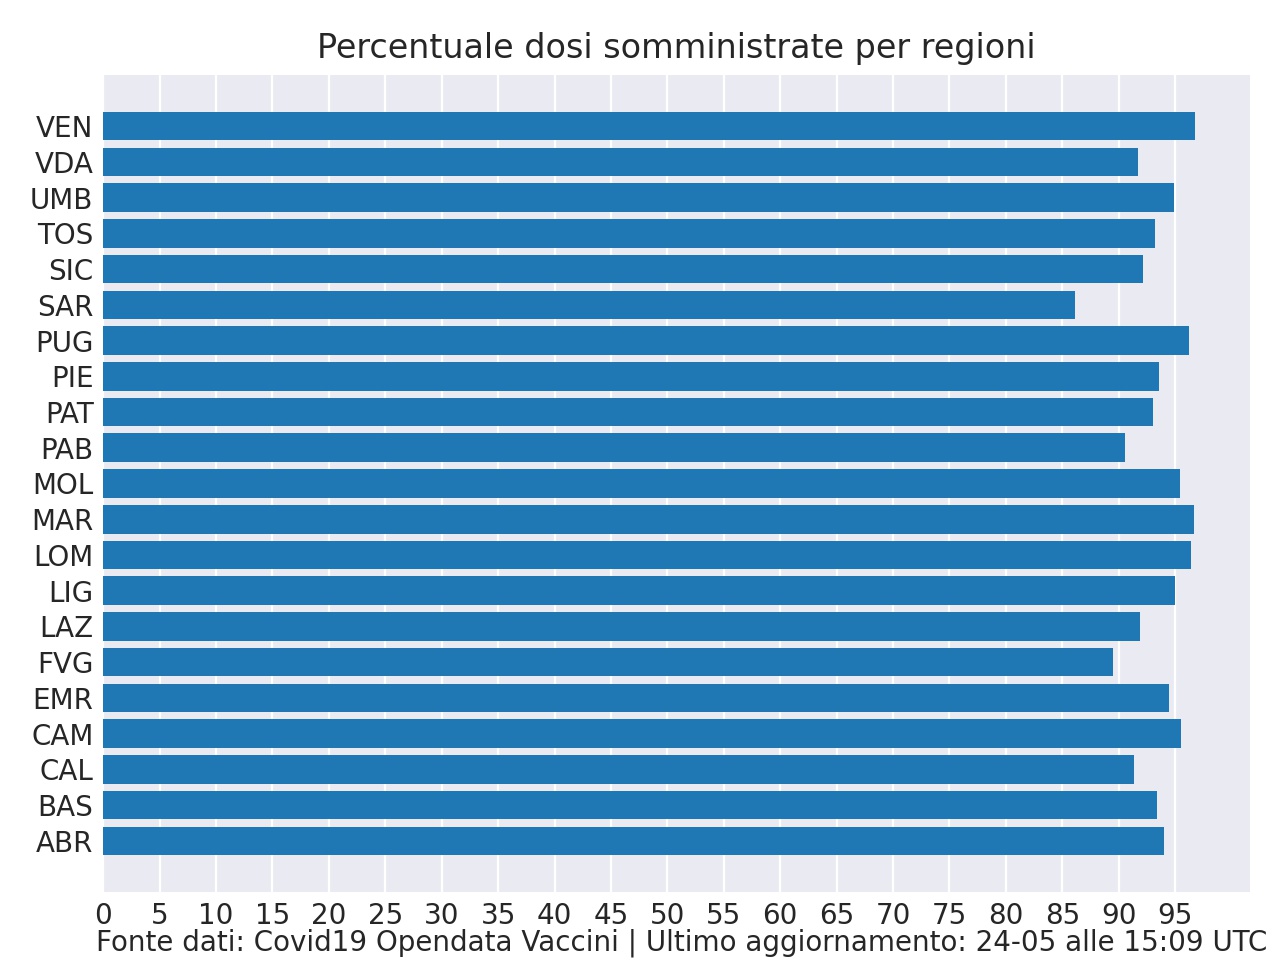 Percentuale dosi somministrate per regioni
VEN
VDA
UMB
TOS
SIC
SAR
PUG
PIE
PAT
PAB
MOL
MAR
LOM
LIG
LAZ
FVG
EMR
CAM
CAL
BAS
ABR
0 5 10 15 20 25 30 35 40 45 50 55 60 65 70 75 80 85 90 95
Fonte dati: Covid19 Opendata Vaccini | Ultimo aggiornamento: 24-05 alle 15:09 UTC